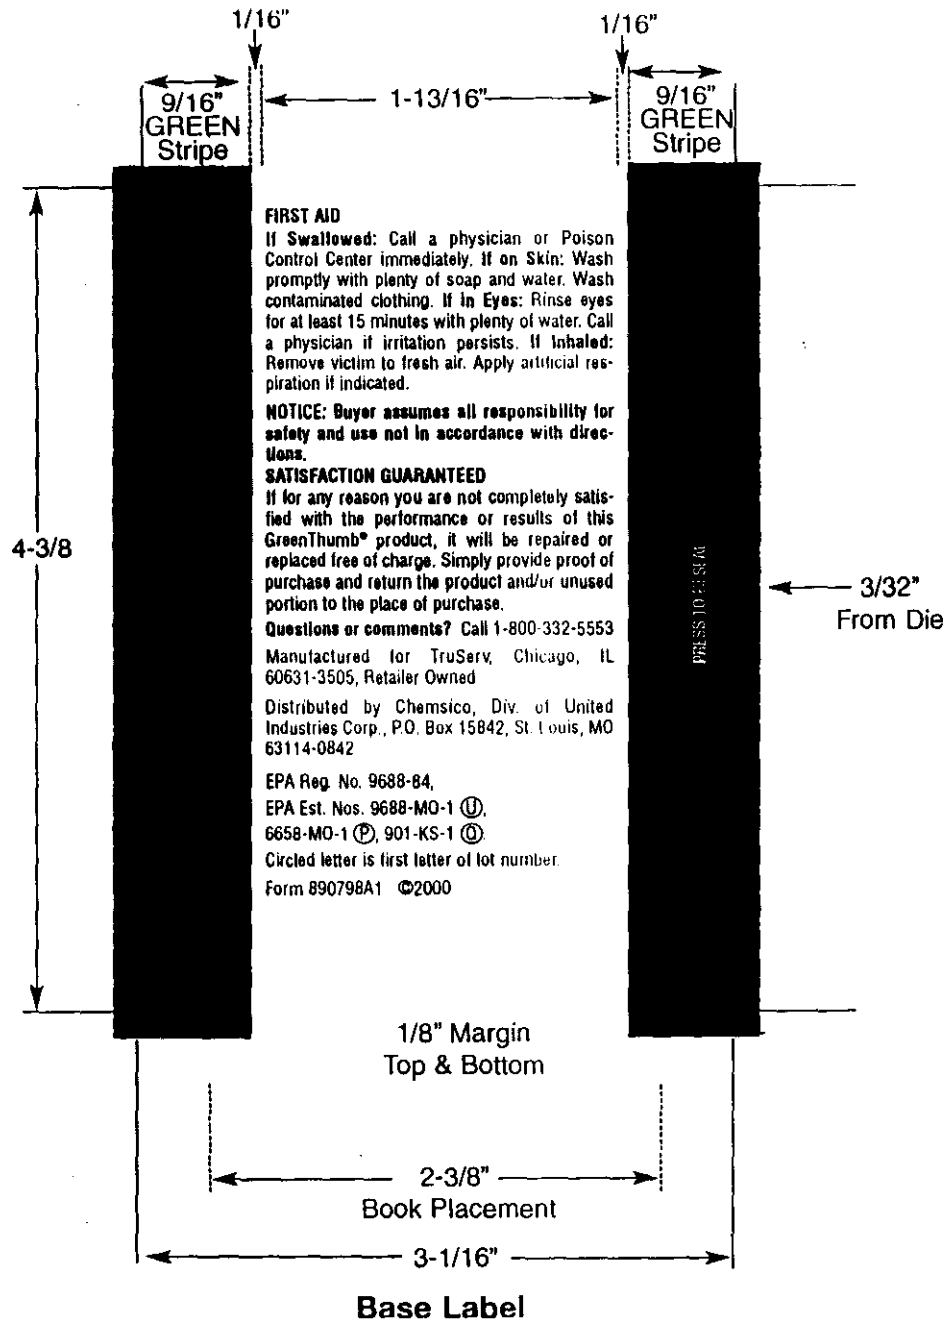 1/16" 1/16"
1-13/16"
9/16" 9/16"
GREEN GREEN
Stripe Stripe
FIRST AID
If Swallowed: Call a physician or Poison
Control Center immediately. If on Skin: Wash
promptly with plenty of soap and water. Wash
contaminated clothing. If in Eyes: Rinse eyes
for at least 15 minutes with plenty of water. Call
a physician if irritation persists. If Inhaled:
Remove victim to fresh air. Apply artificial res-
piration if indicated.
NOTICE: Buyer assumes all responsibility for
safety and use not in accordance with direc-
tions.
SATISFACTION GUARANTEED
If for any reason you are not completely satis-
fied with the performance or results of this
GreenThumb® product, it will be repaired or
replaced free of charge. Simply provide proof of
purchase and return the product and/or unused
portion to the place of purchase.
Questions or comments? Call 1-800-332-5553
Manufactured for TruServ, Chicago, IL
60631-3505, Retailer Owned
Distributed by Chemsico, Div. of United
Industries Corp., P.O. Box 15842, St. Louis, MO
63114-0842
EPA Reg. No. 9688-84,
EPA Est. Nos. 9688-MO-1 Ⓤ,
6658-MO-1 Ⓟ, 901-KS-1 Ⓠ.
Circled letter is first letter of lot number.
Form 890798A1 ©2000
4-3/8
PRESS TO RESEAL
3/32"
From Die
1/8" Margin
Top & Bottom
2-3/8"
Book Placement
3-1/16"
Base Label